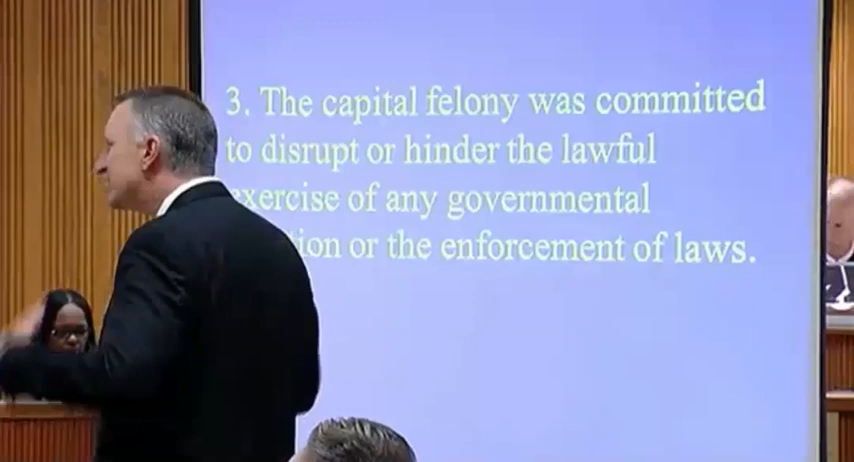 3. The capital felony was committed
to disrupt or hinder the lawful
exercise of any governmental
or the enforcement of laws.